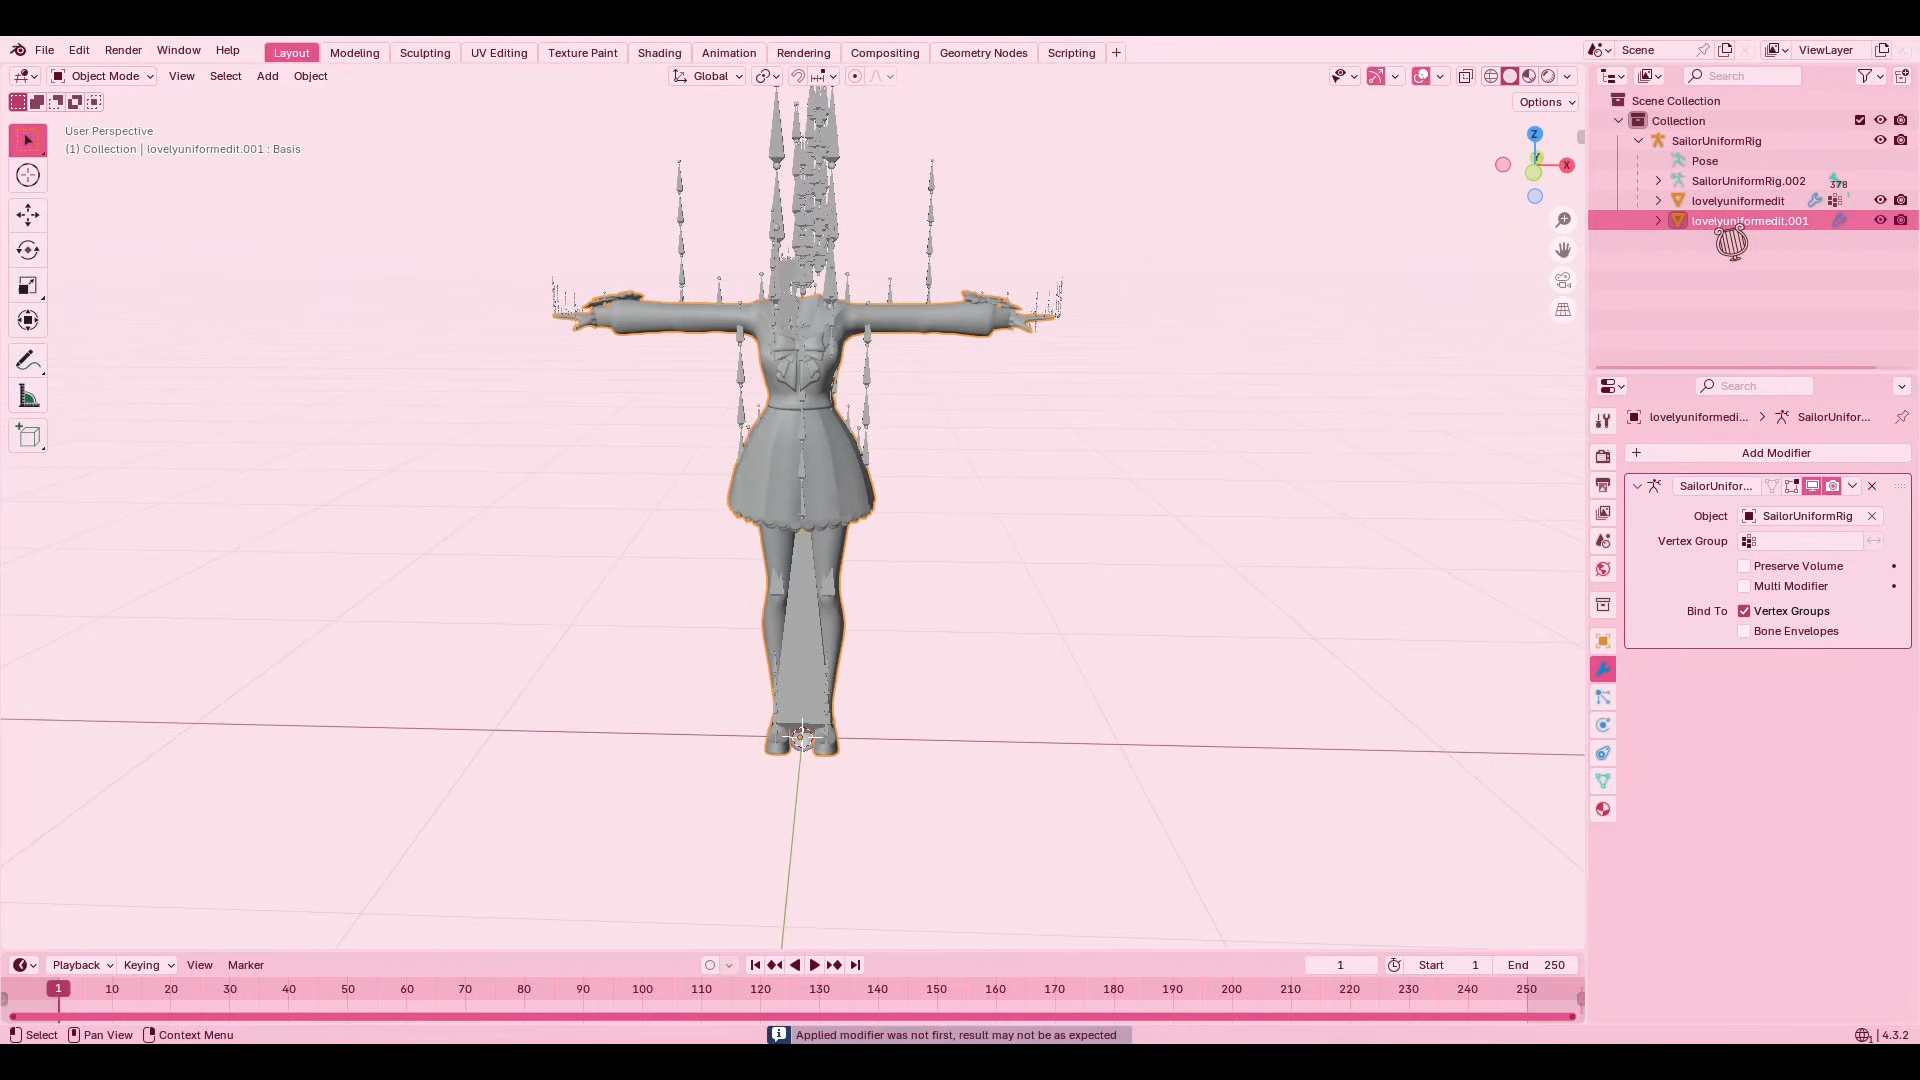 File Edit Render Window Help Layout Modeling Sculpting UV Editing Texture Paint Shading Animation Rendering Compositing Geometry Nodes Scripting + Scene ViewLayer
Object Mode View Select Add Object Global Search
Options
User Perspective
(1) Collection | lovelyuniformedit.001 : Basis
Z
Y
X
Scene Collection
Collection
SailorUniformRig
Pose
SailorUniformRig.002 378
lovelyuniformedit
lovelyuniformedit.001
Search
lovelyuniformedi... SailorUnifor...
Add Modifier
SailorUnifor...
Object SailorUniformRig
Vertex Group
Preserve Volume
Multi Modifier
Bind To Vertex Groups
Bone Envelopes
Playback Keying View Marker 1 Start 1 End 250
1 10 20 30 40 50 60 70 80 90 100 110 120 130 140 150 160 170 180 190 200 210 220 230 240 250
Select Pan View Context Menu Applied modifier was not first, result may not be as expected 4.3.2